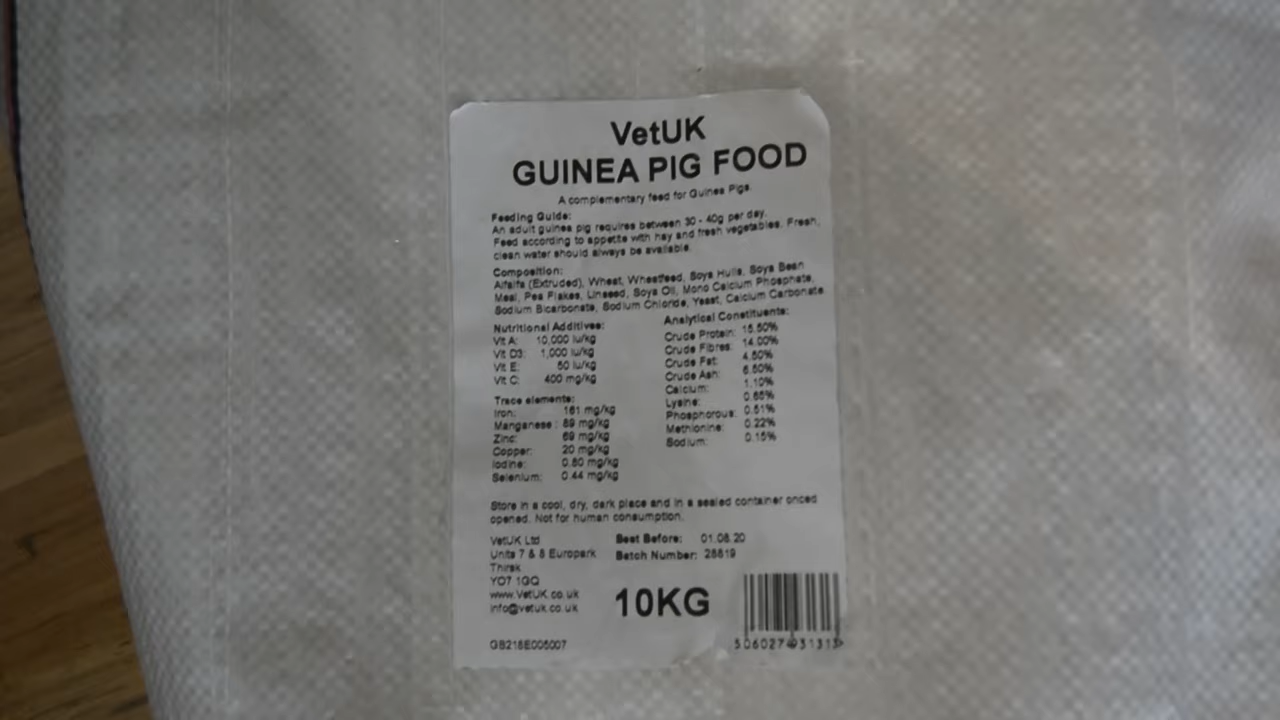 VetUK
GUINEA PIG FOOD
A complementary feed for Guinea Pigs.
Feeding Guide:
An adult guinea pig requires between 30 - 40g per day.
Feed according to appetite with hay and fresh vegetables. Fresh,
clean water should always be available
Composition:
Alfalfa (Extruded), Wheat, Wheatfeed, Soya Hulls, Soya Bean
Meal, Pea Flakes, Linseed, Soya Oil, Mono Calcium Phosphate,
Sodium Bicarbonate, Sodium Chloride, Yeast, Calcium Carbonate
Nutritional Additives:
Vit A: 10,000 iu/kg
Vit D3: 1,000 iu/kg
Vit E: 50 iu/kg
Vit C: 400 mg/kg
Trace elements:
Iron: 161 mg/kg
Manganese: 89 mg/kg
Zinc: 69 mg/kg
Copper: 20 mg/kg
Iodine: 0.80 mg/kg
Selenium: 0.44 mg/kg
Analytical Constituents:
Crude Protein: 15.50%
Crude Fibres: 14.00%
Crude Fat: 4.50%
Crude Ash: 6.50%
Calcium: 1.10%
Lysine: 0.85%
Phosphorous: 0.51%
Methionine: 0.22%
Sodium: 0.15%
Store in a cool, dry, dark place and in a sealed container onced
opened. Not for human consumption.
VetUK Ltd
Units 7 & 8 Europark
Thirsk
YO7 1GQ
www.VetUK.co.uk
info@vetuk.co.uk
Best Before: 01.08.20
Batch Number: 28819
10KG